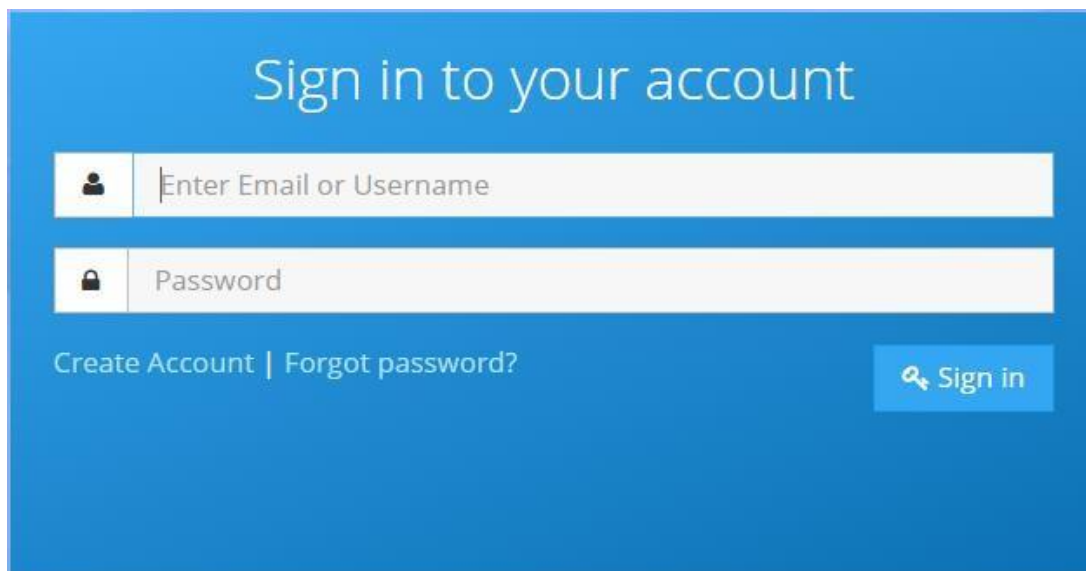 Sign in to your account
Enter Email or Username
Password
Create Account | Forgot password?
Sign in